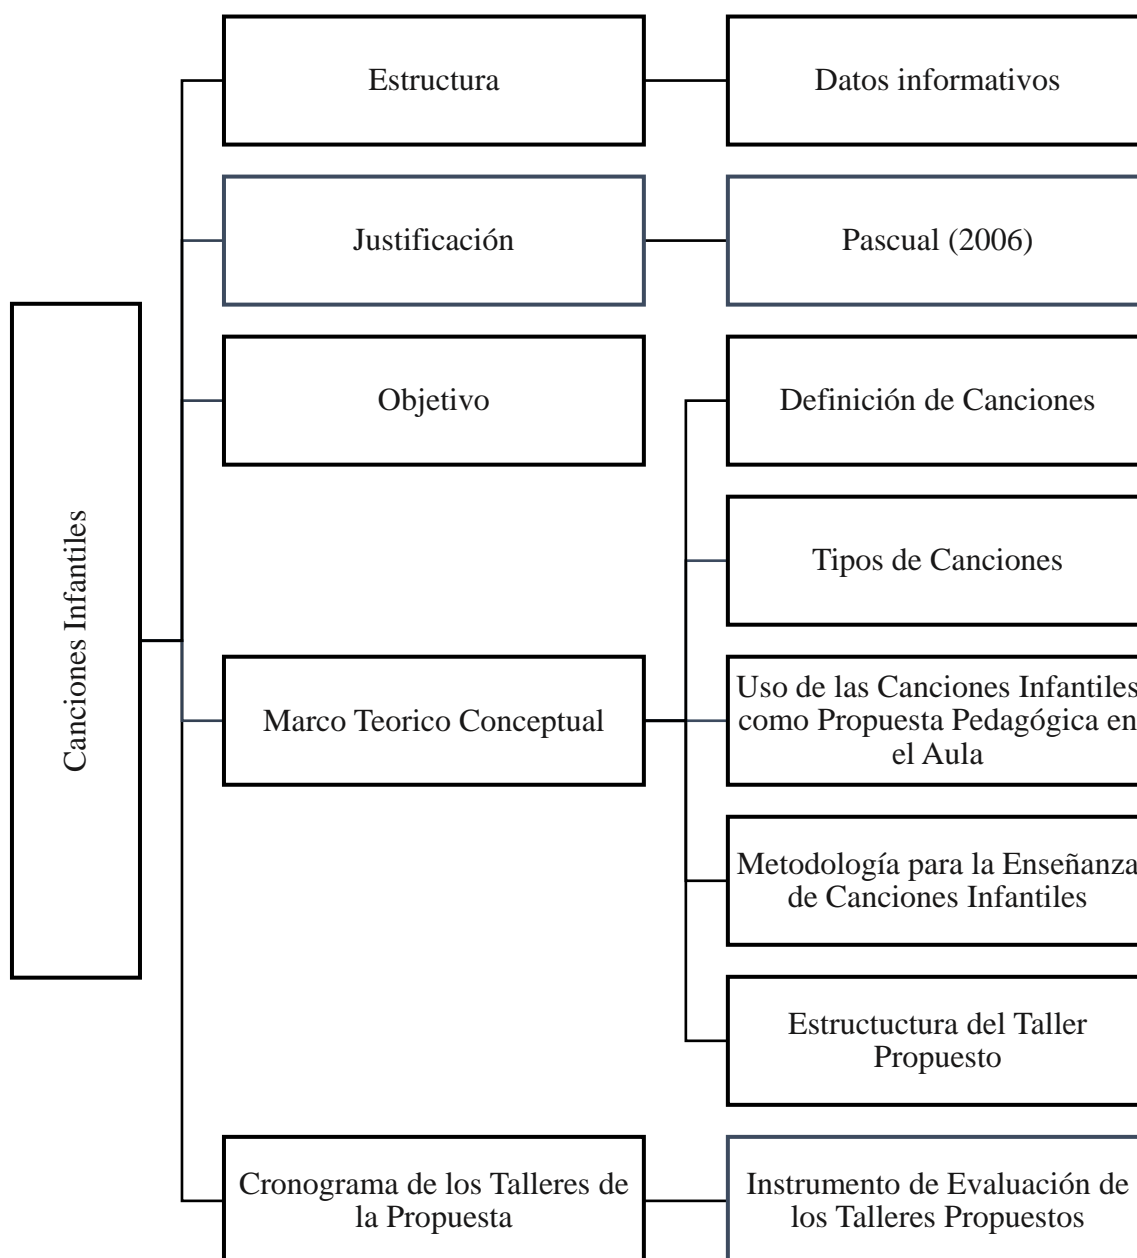 Canciones Infantiles
Estructura
Datos informativos
Justificación
Pascual (2006)
Objetivo
Marco Teorico Conceptual
Definición de Canciones
Tipos de Canciones
Uso de las Canciones Infantiles
como Propuesta Pedagógica en
el Aula
Metodología para la Enseñanza
de Canciones Infantiles
Estructuctura del Taller
Propuesto
Cronograma de los Talleres de
la Propuesta
Instrumento de Evaluación de
los Talleres Propuestos